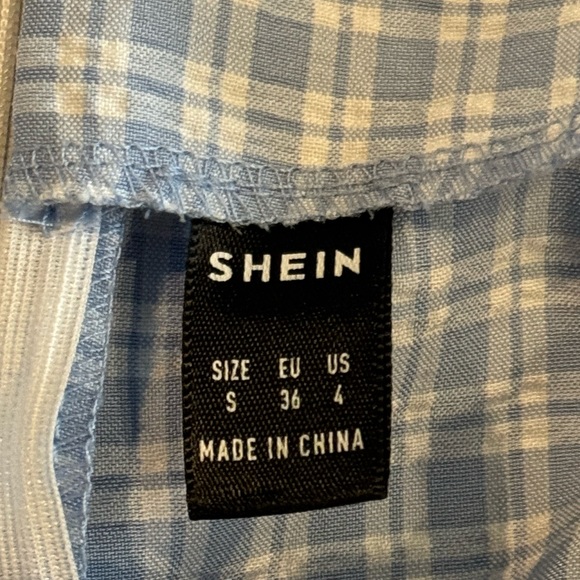 SHEIN
SIZE EU US
S 36 4
MADE IN CHINA